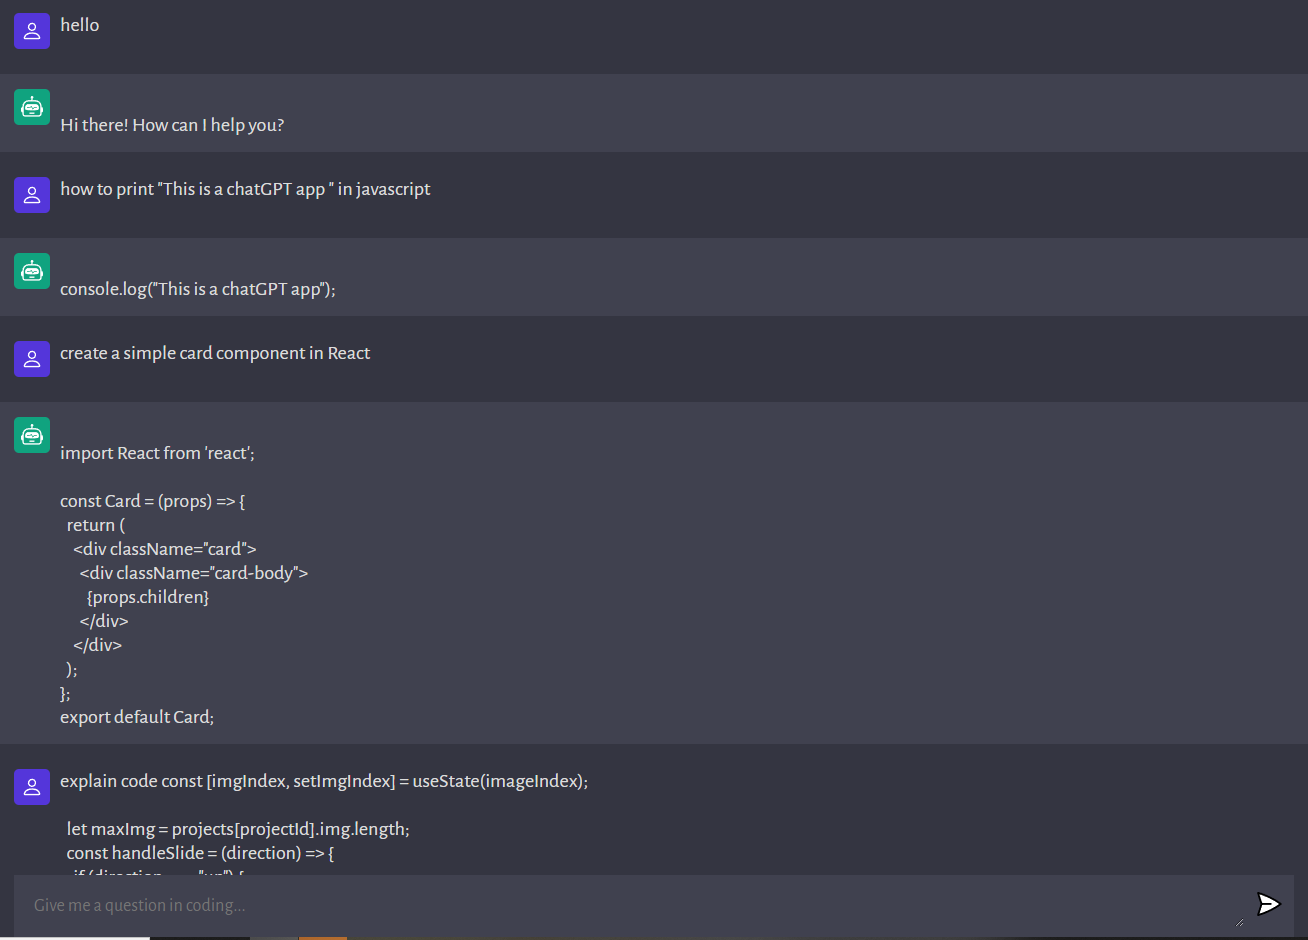 hello
Hi there! How can I help you?
how to print "This is a chatGPT app " in javascript
console.log("This is a chatGPT app");
create a simple card component in React
import React from 'react';
const Card = (props) => {
return (
<div className="card">
<div className="card-body">
{props.children}
</div>
</div>
);
};
export default Card;
explain code const [imgIndex, setImgIndex] = useState(imageIndex);
let maxImg = projects[projectId].img.length;
const handleSlide = (direction) => {
Give me a question in coding...